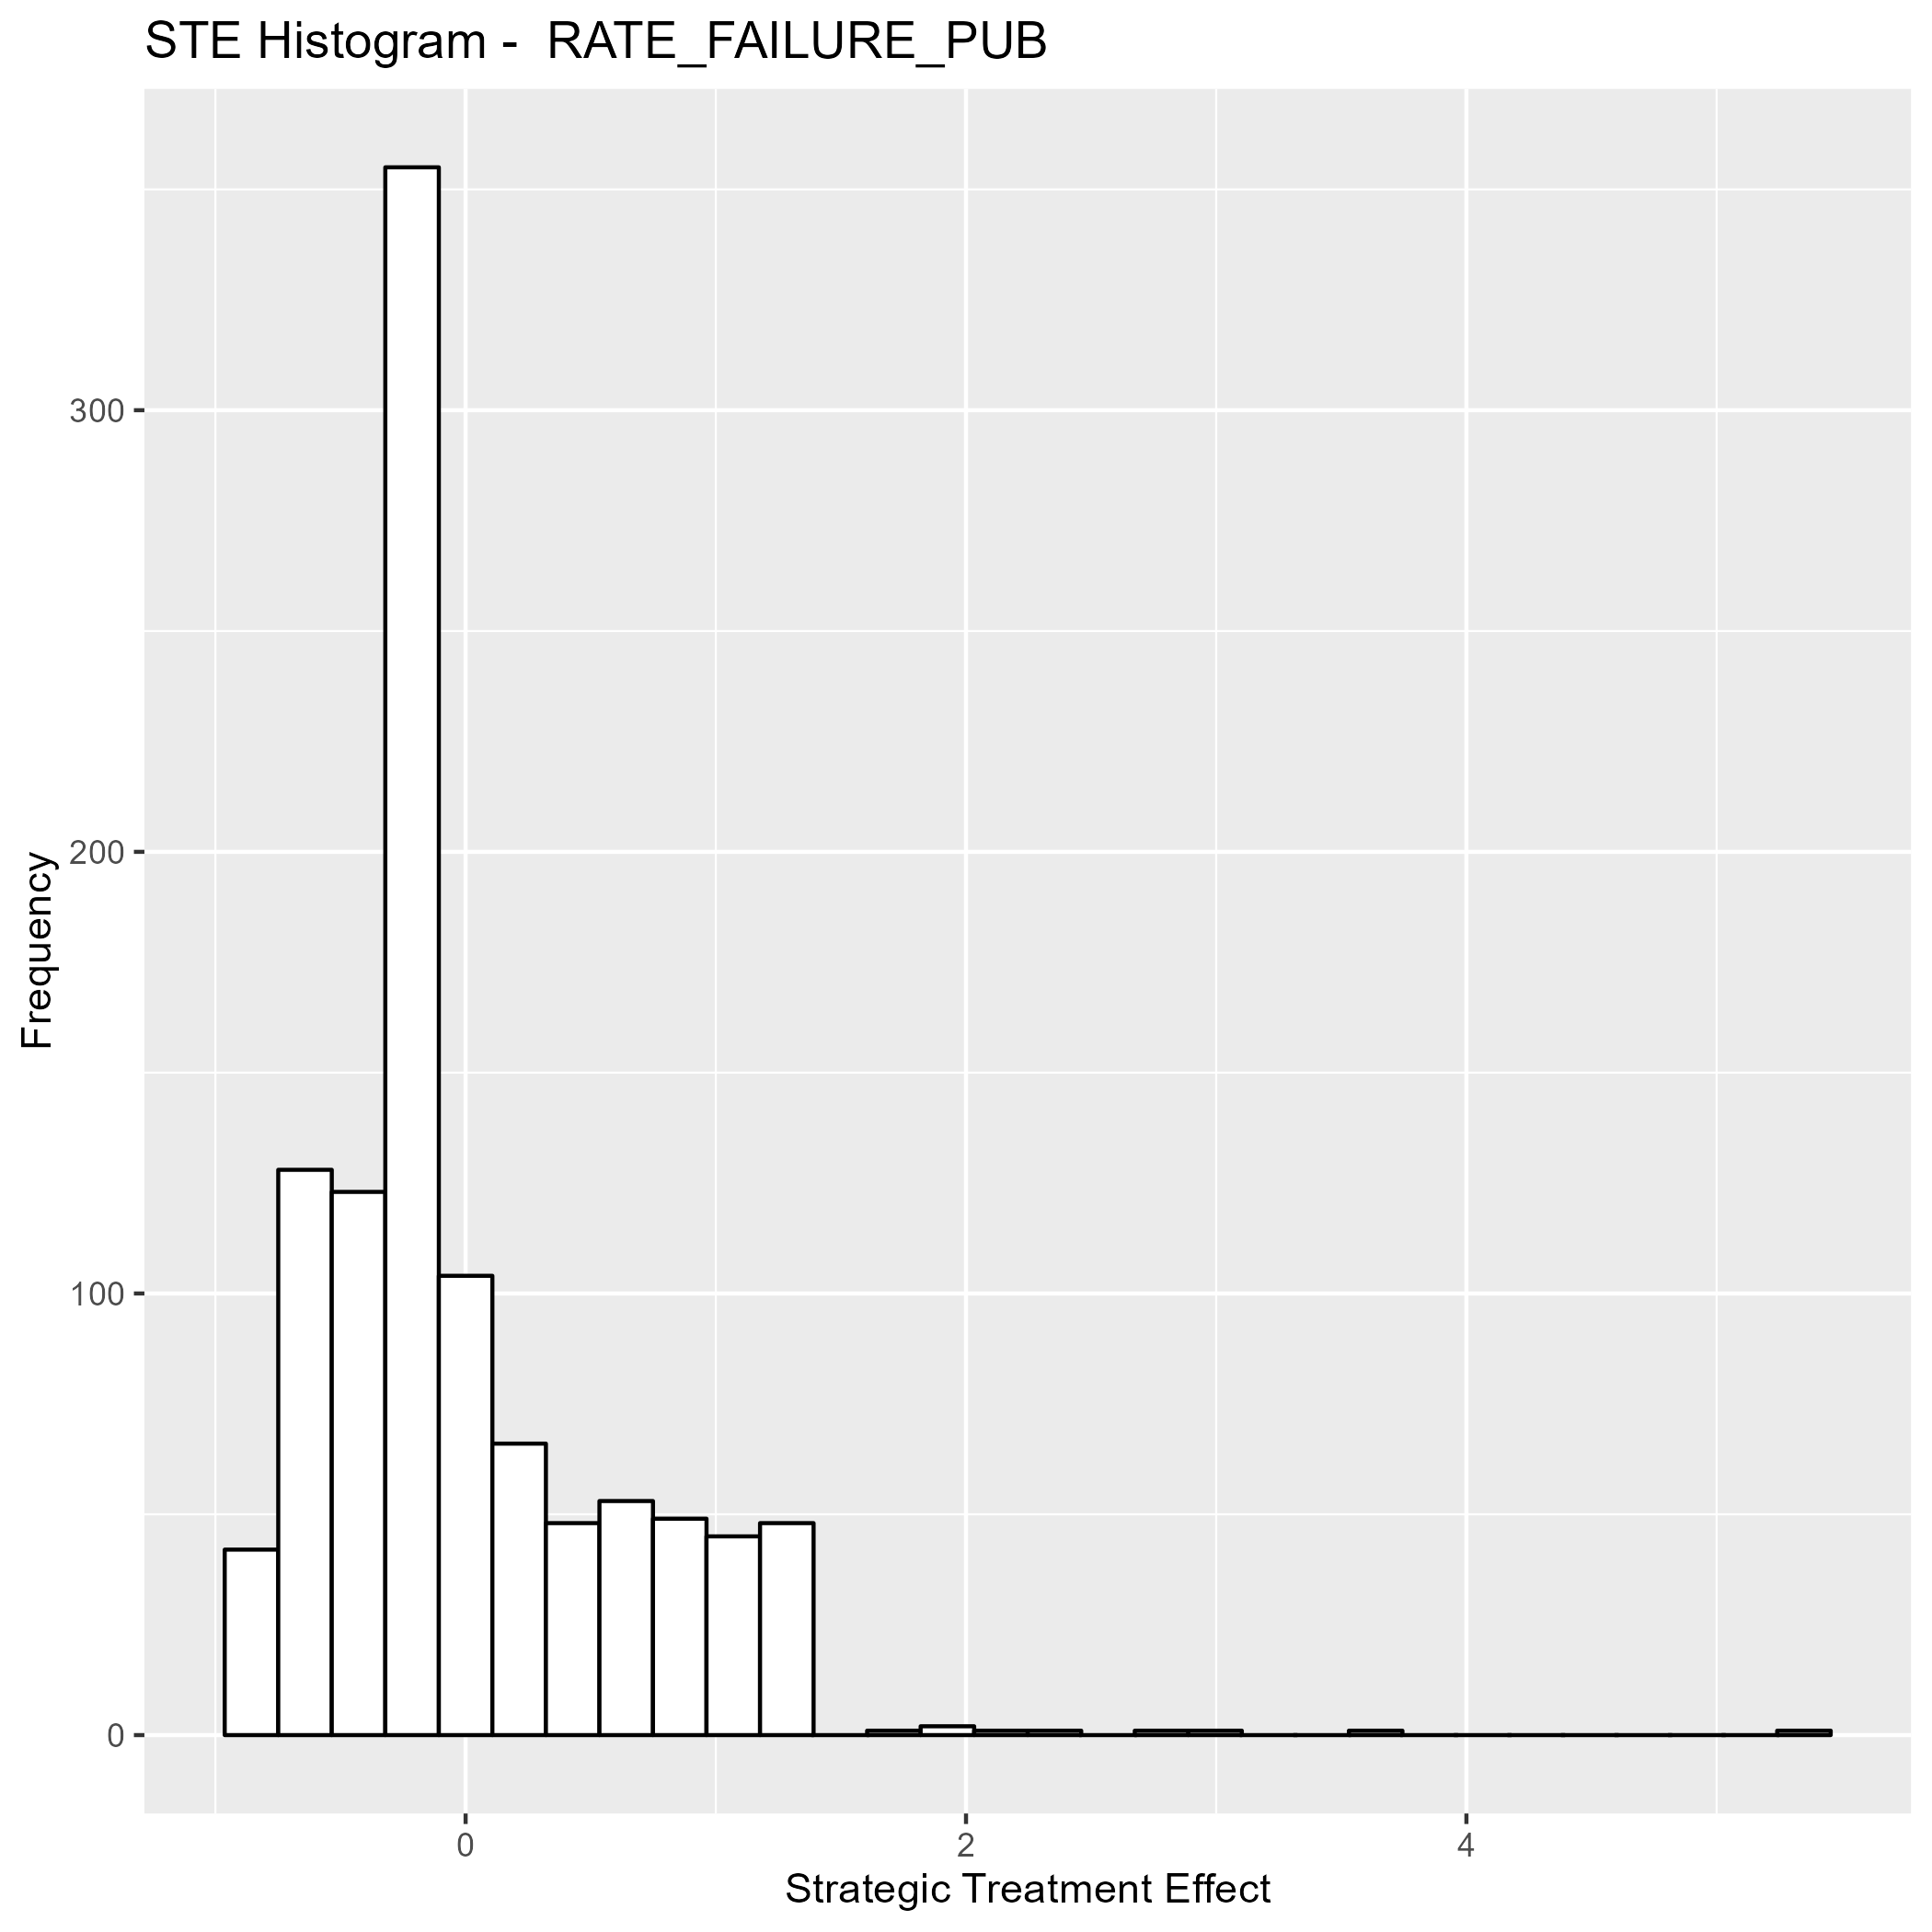 STE Histogram -  RATE_FAILURE_PUB
Frequency
300
200
100
0
0
2
4
Strategic Treatment Effect